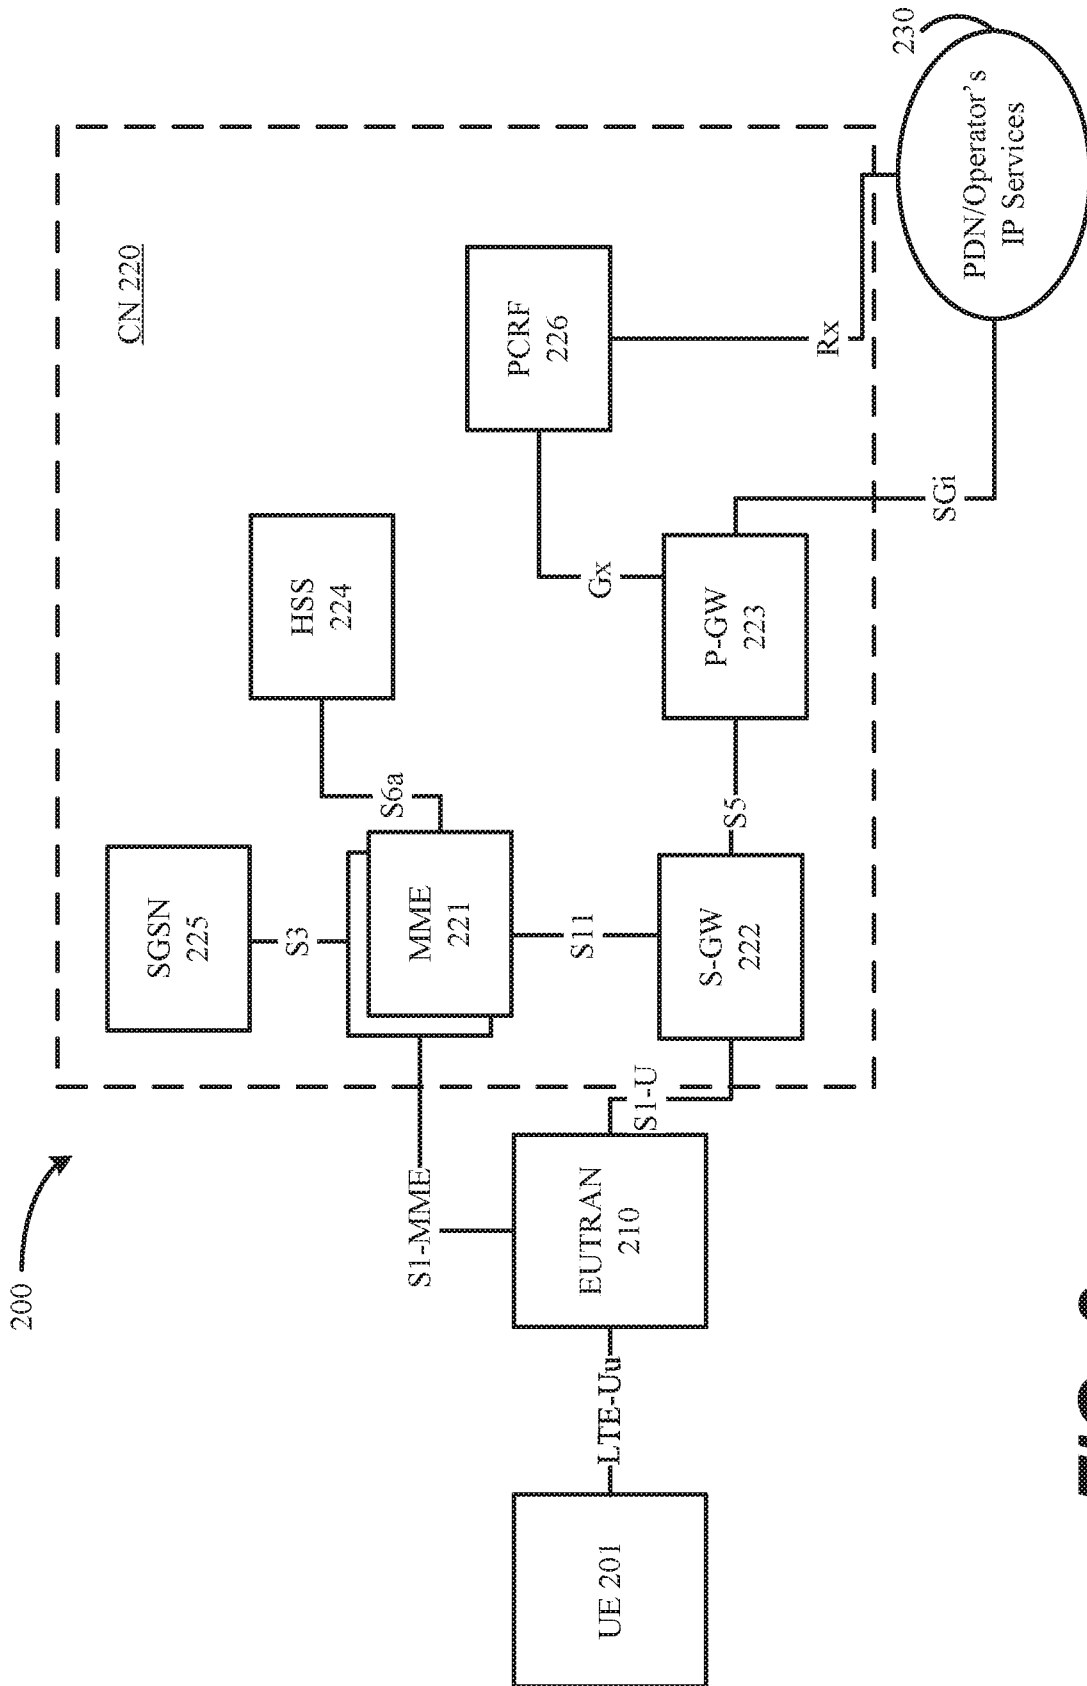 200
CN 220
SGSN
225
HSS
224
S3
S6a
S1-MME
MME
221
PCRF
226
S11
Gx
UE 201
LTE-Uu
EUTRAN
210
S1-U
S-GW
222
S5
P-GW
223
Rx
SGi
230
PDN/Operator's
IP Services